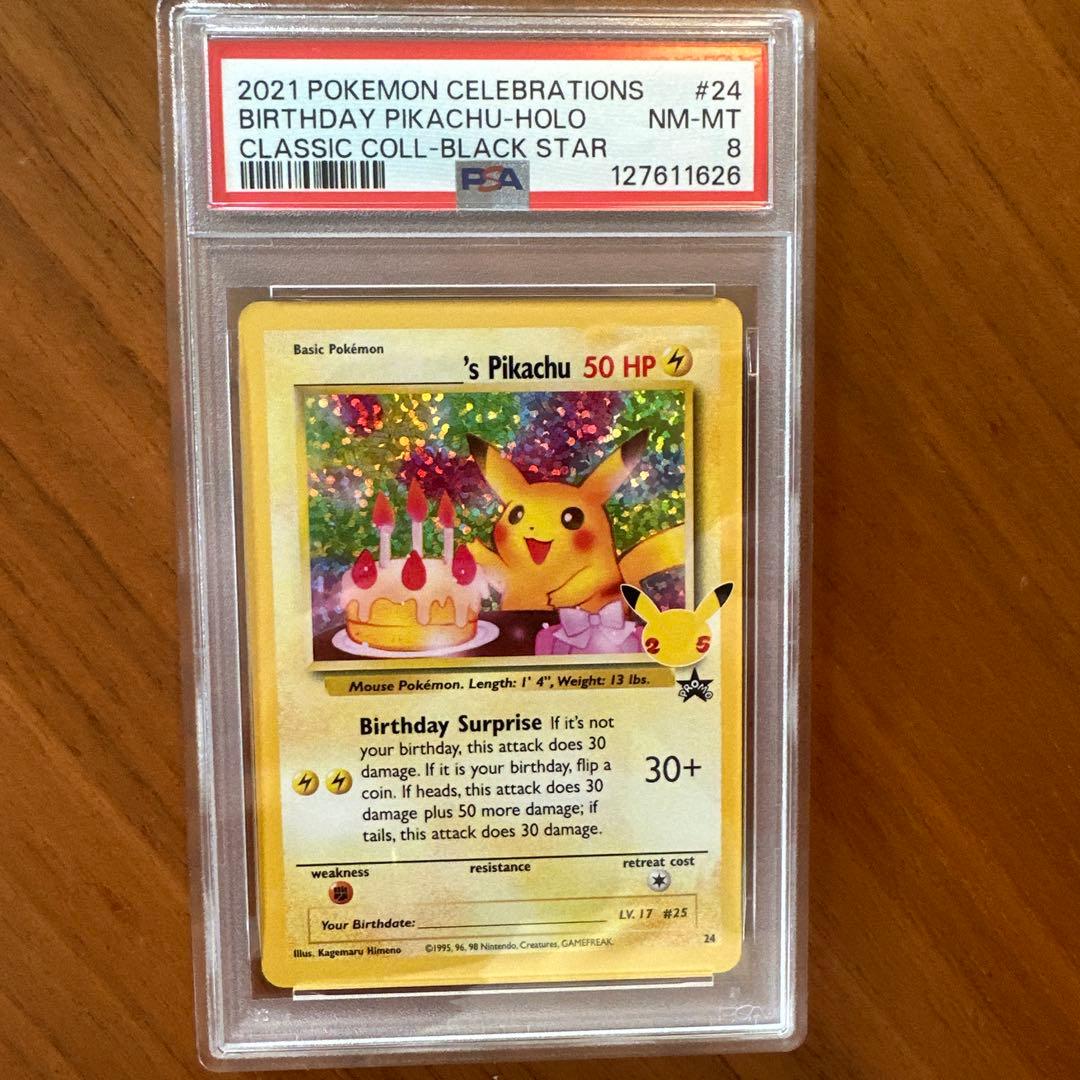 2021 POKEMON CELEBRATIONS #24
BIRTHDAY PIKACHU-HOLO NM-MT
CLASSIC COLL-BLACK STAR 8
PSA 127611626
Basic Pokémon
____________'s Pikachu 50 HP
2 5
PROMO
Mouse Pokémon. Length: 1' 4", Weight: 13 lbs.
Birthday Surprise If it's not
your birthday, this attack does 30
damage. If it is your birthday, flip a
coin. If heads, this attack does 30
damage plus 50 more damage; if
tails, this attack does 30 damage.
30+
weakness resistance retreat cost
Your Birthdate: ____________ LV. 17 #25
Illus. Kagemaru Himeno ©1995, 96, 98 Nintendo, Creatures, GAMEFREAK. 24